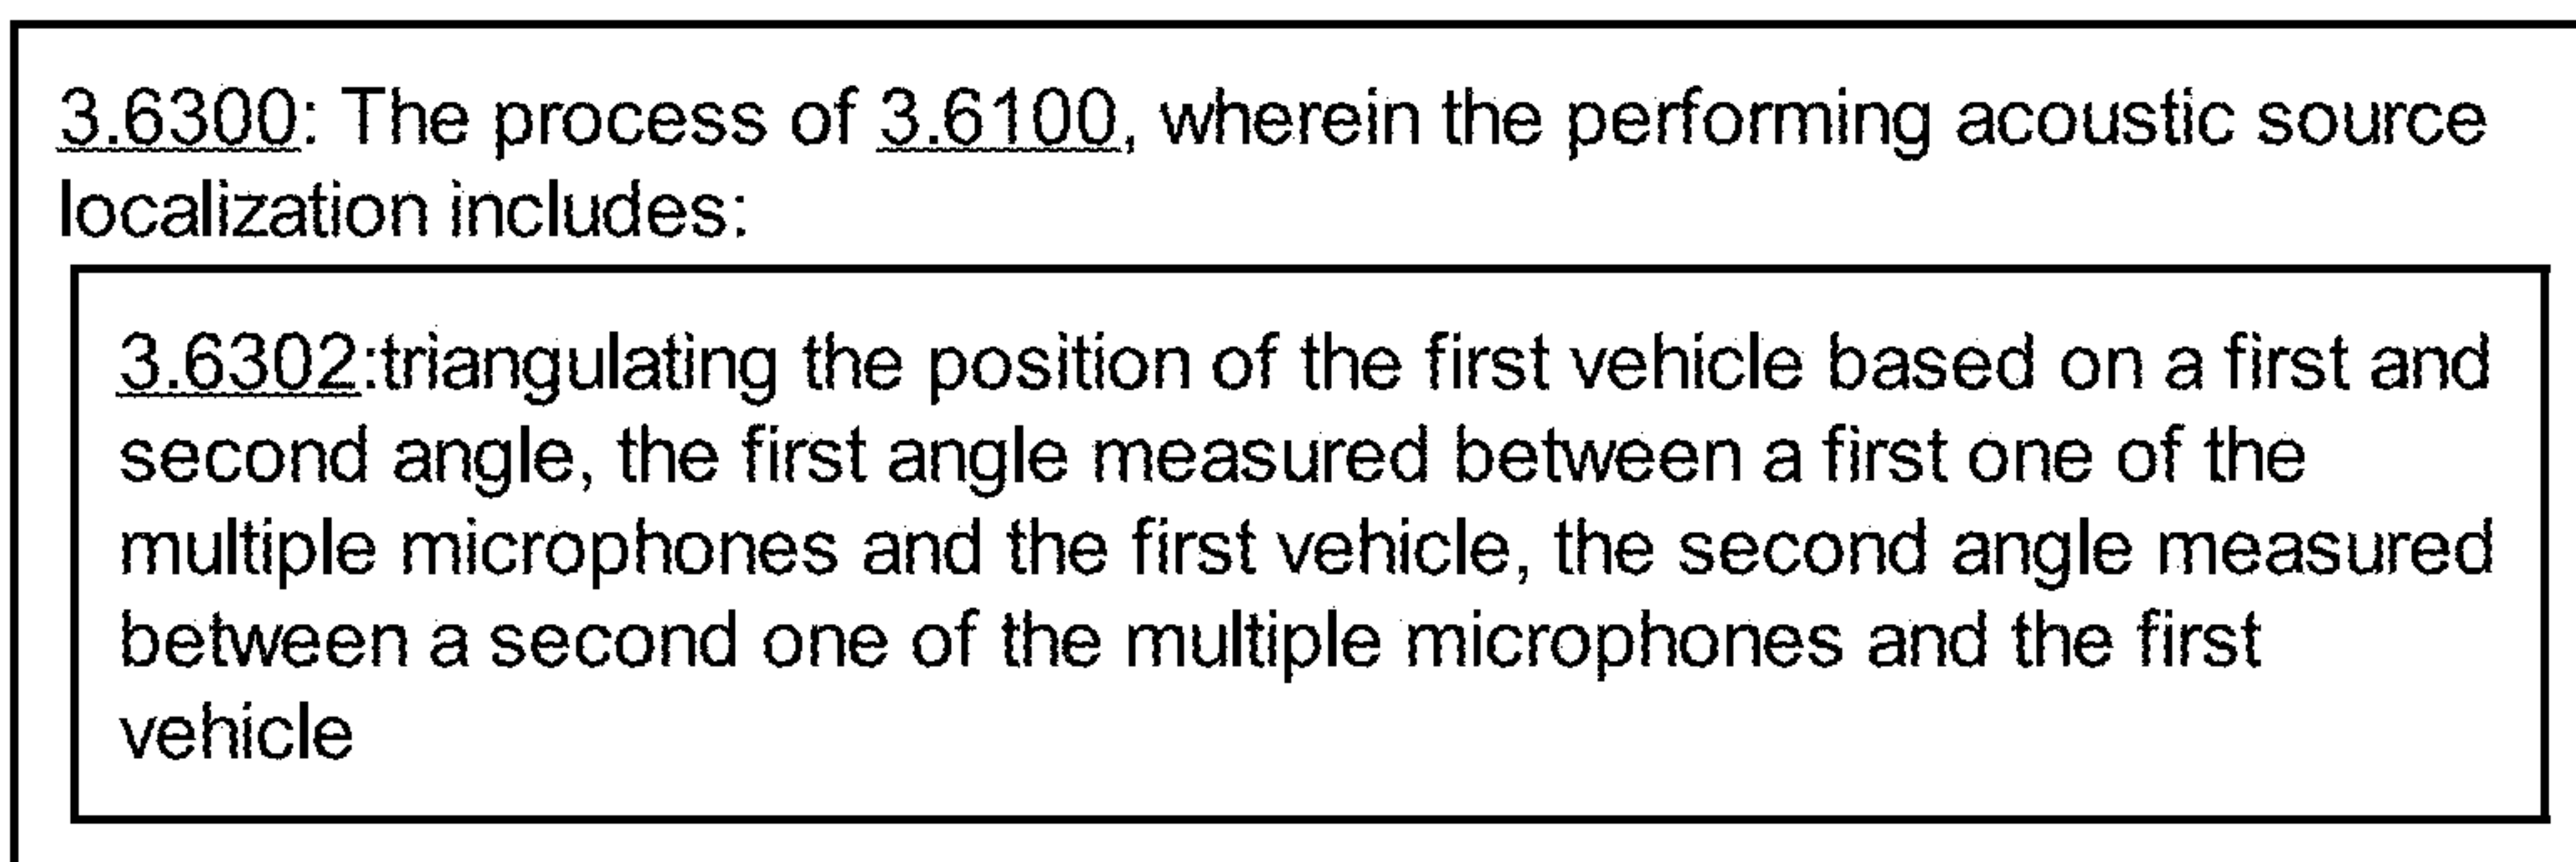 3.6300: The process of 3.6100, wherein the performing acoustic source
localization includes:
3.6302:triangulating the position of the first vehicle based on a first and
second angle, the first angle measured between a first one of the
multiple microphones and the first vehicle, the second angle measured
between a second one of the multiple microphones and the first
vehicle